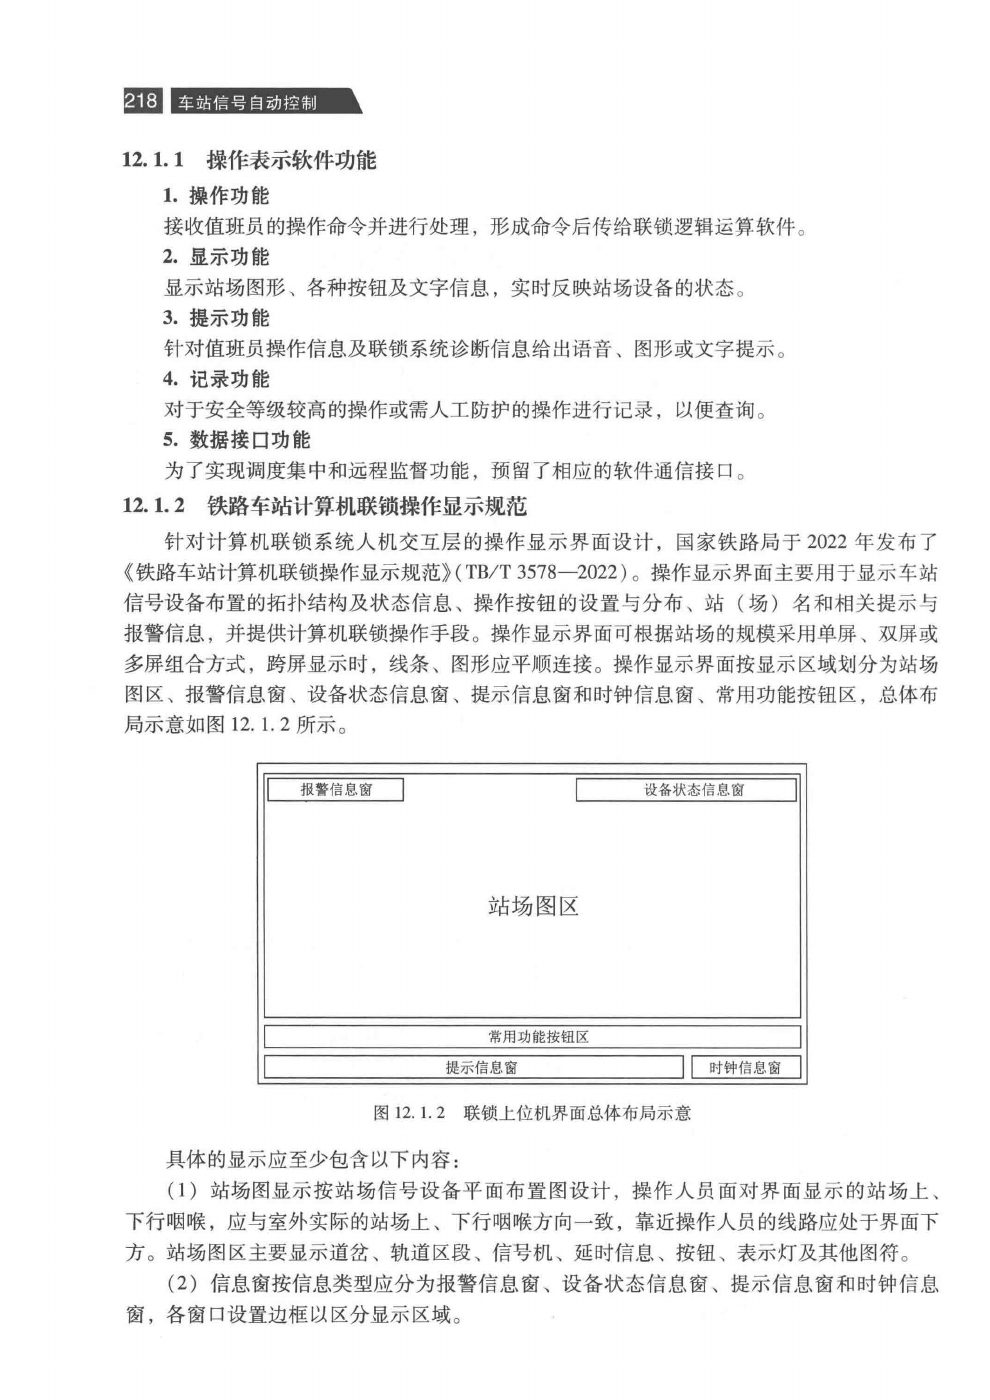 218 车站信号自动控制
12.1.1 操作表示软件功能
1. 操作功能
接收值班员的操作命令并进行处理，形成命令后传给联锁逻辑运算软件。
2. 显示功能
显示站场图形、各种按钮及文字信息，实时反映站场设备的状态。
3. 提示功能
针对值班员操作信息及联锁系统诊断信息给出语音、图形或文字提示。
4. 记录功能
对于安全等级较高的操作或需人工防护的操作进行记录，以便查询。
5. 数据接口功能
为了实现调度集中和远程监督功能，预留了相应的软件通信接口。
12.1.2 铁路车站计算机联锁操作显示规范
针对计算机联锁系统人机交互层的操作显示界面设计，国家铁路局于 2022 年发布了
《铁路车站计算机联锁操作显示规范》（TB/T 3578—2022）。操作显示界面主要用于显示车站
信号设备布置的拓扑结构及状态信息、操作按钮的设置与分布、站（场）名和相关提示与
报警信息，并提供计算机联锁操作手段。操作显示界面可根据站场的规模采用单屏、双屏或
多屏组合方式，跨屏显示时，线条、图形应平顺连接。操作显示界面按显示区域划分为站场
图区、报警信息窗、设备状态信息窗、提示信息窗和时钟信息窗、常用功能按钮区，总体布
局示意如图 12.1.2 所示。
报警信息窗 设备状态信息窗
站场图区
常用功能按钮区
提示信息窗 时钟信息窗
图 12.1.2 联锁上位机界面总体布局示意
具体的显示应至少包含以下内容：
（1）站场图显示按站场信号设备平面布置图设计，操作人员面对界面显示的站场上、
下行咽喉，应与室外实际的站场上、下行咽喉方向一致，靠近操作人员的线路应处于界面下
方。站场图区主要显示道岔、轨道区段、信号机、延时信息、按钮、表示灯及其他图符。
（2）信息窗按信息类型应分为报警信息窗、设备状态信息窗、提示信息窗和时钟信息
窗，各窗口设置边框以区分显示区域。